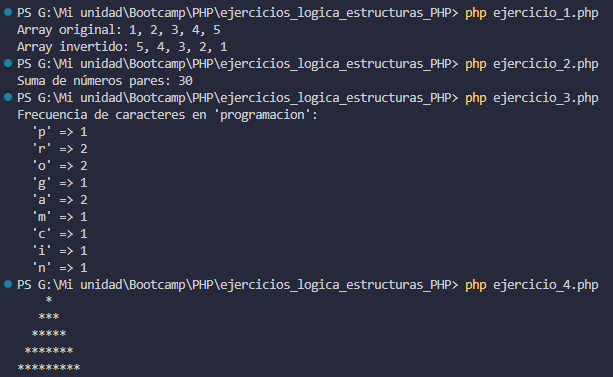 PS G:\Mi unidad\Bootcamp\PHP\ejercicios_logica_estructuras_PHP> php ejercicio_1.php
Array original: 1, 2, 3, 4, 5
Array invertido: 5, 4, 3, 2, 1
PS G:\Mi unidad\Bootcamp\PHP\ejercicios_logica_estructuras_PHP> php ejercicio_2.php
Suma de números pares: 30
PS G:\Mi unidad\Bootcamp\PHP\ejercicios_logica_estructuras_PHP> php ejercicio_3.php
Frecuencia de caracteres en 'programacion':
  'p' => 1
  'r' => 2
  'o' => 2
  'g' => 1
  'a' => 2
  'm' => 1
  'c' => 1
  'i' => 1
  'n' => 1
PS G:\Mi unidad\Bootcamp\PHP\ejercicios_logica_estructuras_PHP> php ejercicio_4.php
    *
   ***
  *****
 *******
*********